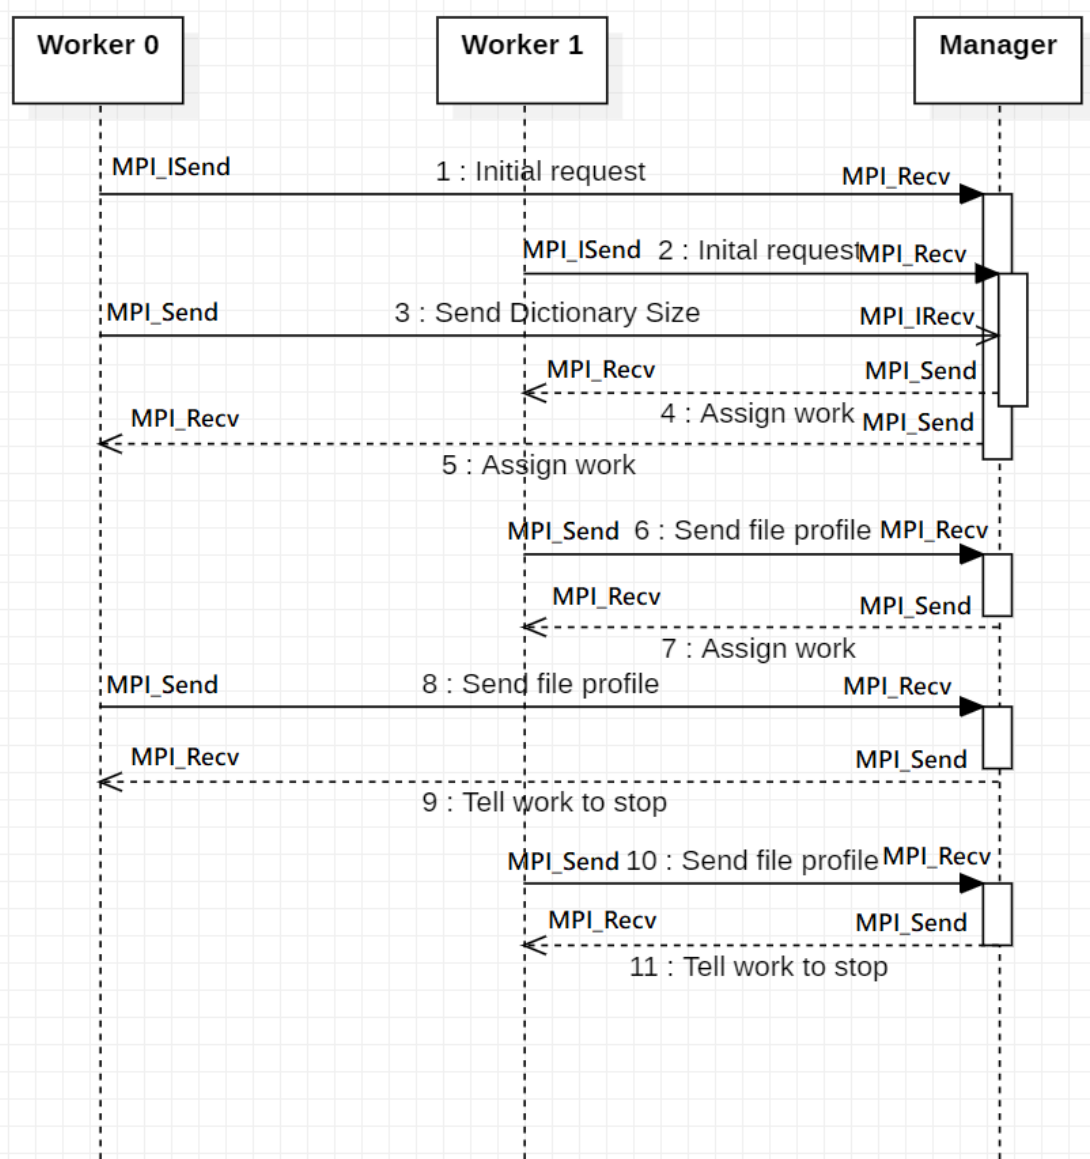 Worker 0
Worker 1
Manager
MPI_ISend
1 : Initial request
MPI_Recv
MPI_ISend
2 : Inital request
MPI_Recv
MPI_Send
3 : Send Dictionary Size
MPI_IRecv
MPI_Recv
MPI_Send
4 : Assign work
MPI_Recv
MPI_Send
5 : Assign work
MPI_Send
6 : Send file profile
MPI_Recv
MPI_Recv
MPI_Send
7 : Assign work
MPI_Send
8 : Send file profile
MPI_Recv
MPI_Recv
MPI_Send
9 : Tell work to stop
MPI_Send
10 : Send file profile
MPI_Recv
MPI_Recv
MPI_Send
11 : Tell work to stop